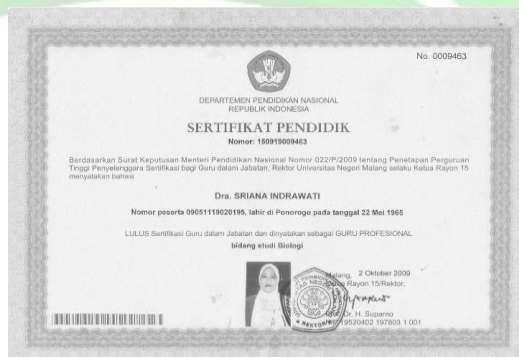 No. 0009463
DEPARTEMEN PENDIDIKAN NASIONAL
REPUBLIK INDONESIA
SERTIFIKAT PENDIDIK
Nomor: 150919009463
Berdasarkan Surat Keputusan Menteri Pendidikan Nasional Nomor 022/P/2009 tentang Penetapan Perguruan
Tinggi Penyelenggara Sertifikasi bagi Guru dalam Jabatan, Rektor Universitas Negeri Malang selaku Ketua Rayon 15
menyatakan bahwa
Dra. SRIANA INDRAWATI
Nomor peserta 09051119020195, lahir di Ponorogo pada tanggal 22 Mei 1965
LULUS Sertifikasi Guru dalam Jabatan dan dinyatakan sebagai GURU PROFESIONAL
bidang studi Biologi
Malang, 2 Oktober 2009
Rayon 15/Rektor,
Dr. H. Suparno
19520402 197803 1 001